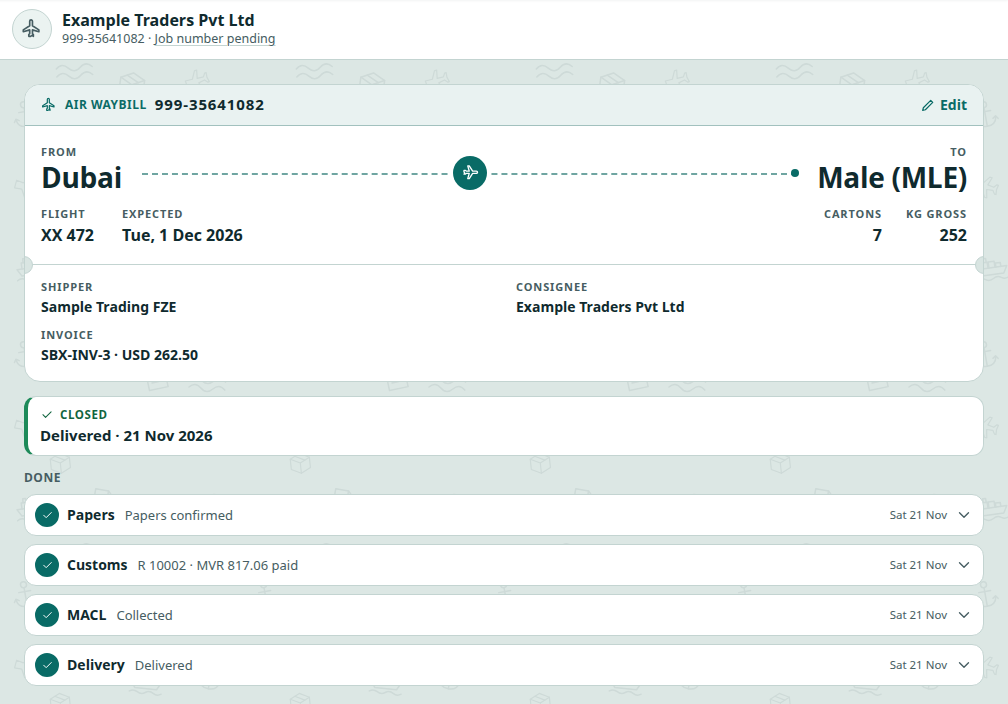 Example Traders Pvt Ltd
999-35641082 · Job number pending
AIR WAYBILL 999-35641082
Edit
FROM
TO
Dubai
Male (MLE)
FLIGHT EXPECTED CARTONS KG GROSS
XX 472 Tue, 1 Dec 2026 7 252
SHIPPER CONSIGNEE
Sample Trading FZE Example Traders Pvt Ltd
INVOICE
SBX-INV-3 · USD 262.50
CLOSED
Delivered · 21 Nov 2026
DONE
Papers Papers confirmed Sat 21 Nov
Customs R 10002 · MVR 817.06 paid Sat 21 Nov
MACL Collected Sat 21 Nov
Delivery Delivered Sat 21 Nov